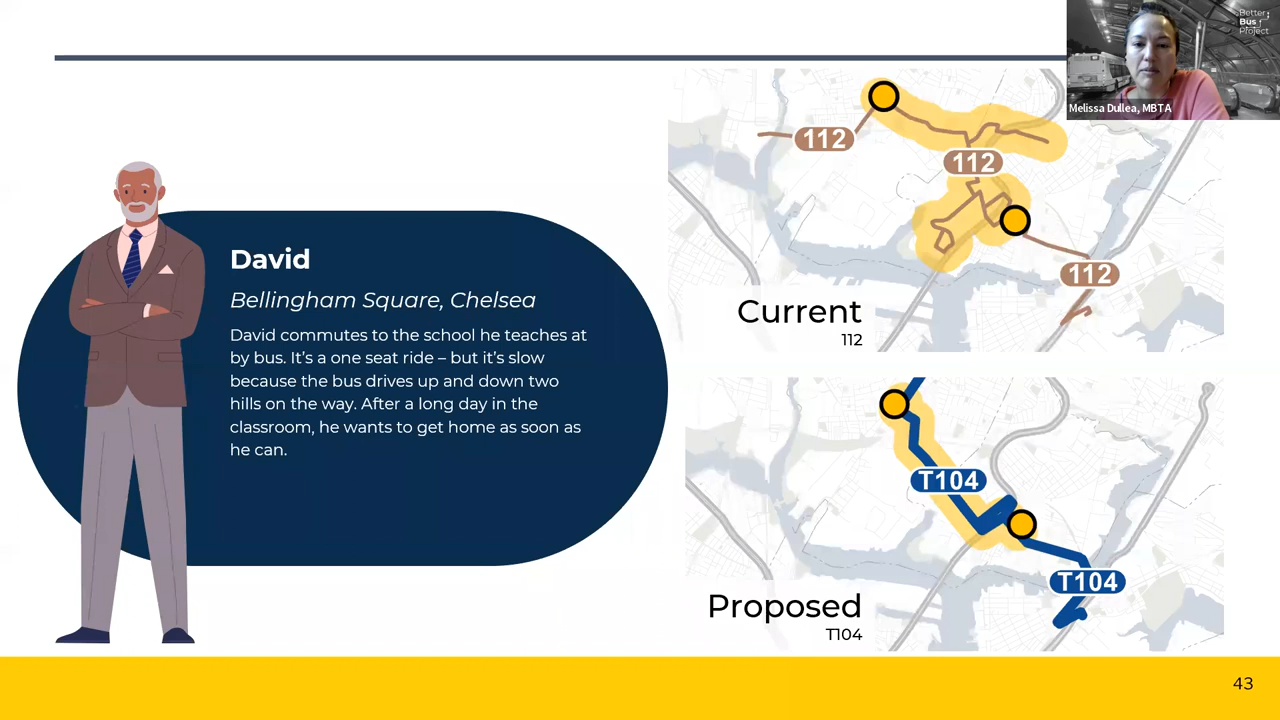 Better
Bus
Project
Melissa Dullea, MBTA
David
Bellingham Square, Chelsea
David commutes to the school he teaches at
by bus. It's a one seat ride – but it's slow
because the bus drives up and down two
hills on the way. After a long day in the
classroom, he wants to get home as soon as
he can.
112
112
112
Current
112
T104
T104
Proposed
T104
43